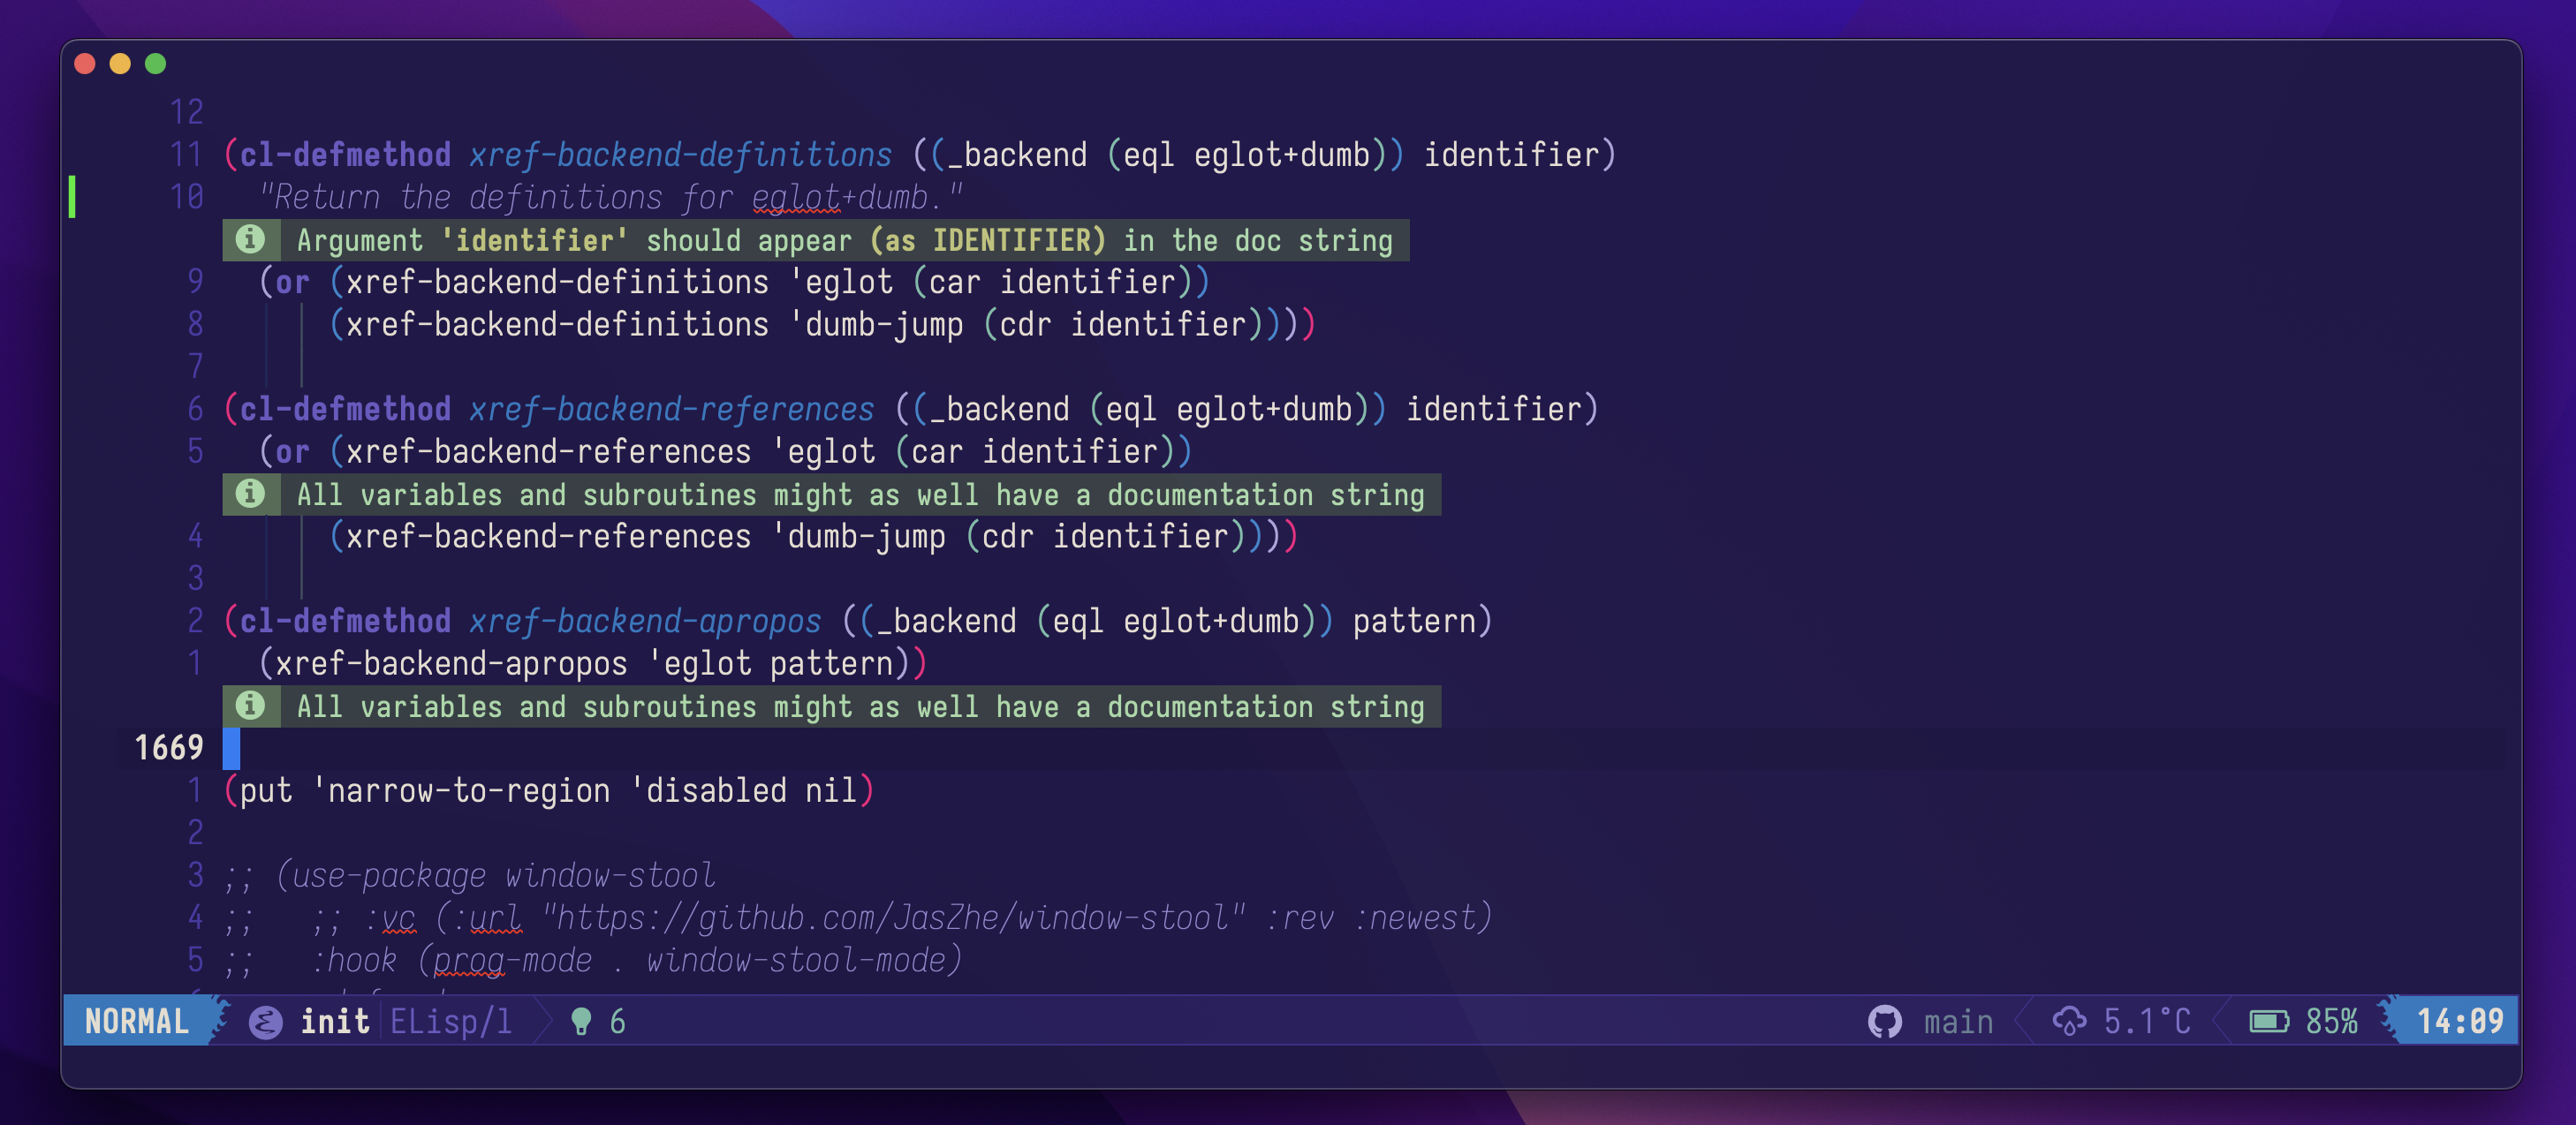 12
11 (cl-defmethod xref-backend-definitions ((_backend (eql eglot+dumb)) identifier)
10 "Return the definitions for eglot+dumb."
Argument 'identifier' should appear (as IDENTIFIER) in the doc string
9 (or (xref-backend-definitions 'eglot (car identifier))
8 (xref-backend-definitions 'dumb-jump (cdr identifier))))
7
6 (cl-defmethod xref-backend-references ((_backend (eql eglot+dumb)) identifier)
5 (or (xref-backend-references 'eglot (car identifier))
All variables and subroutines might as well have a documentation string
4 (xref-backend-references 'dumb-jump (cdr identifier))))
3
2 (cl-defmethod xref-backend-apropos ((_backend (eql eglot+dumb)) pattern)
1 (xref-backend-apropos 'eglot pattern))
All variables and subroutines might as well have a documentation string
1669
1 (put 'narrow-to-region 'disabled nil)
2
3 ;; (use-package window-stool
4 ;; ;; :vc (:url "https://github.com/JasZhe/window-stool" :rev :newest)
5 ;; :hook (prog-mode . window-stool-mode)
NORMAL init ELisp/l 6 main 5.1°C 85% 14:09